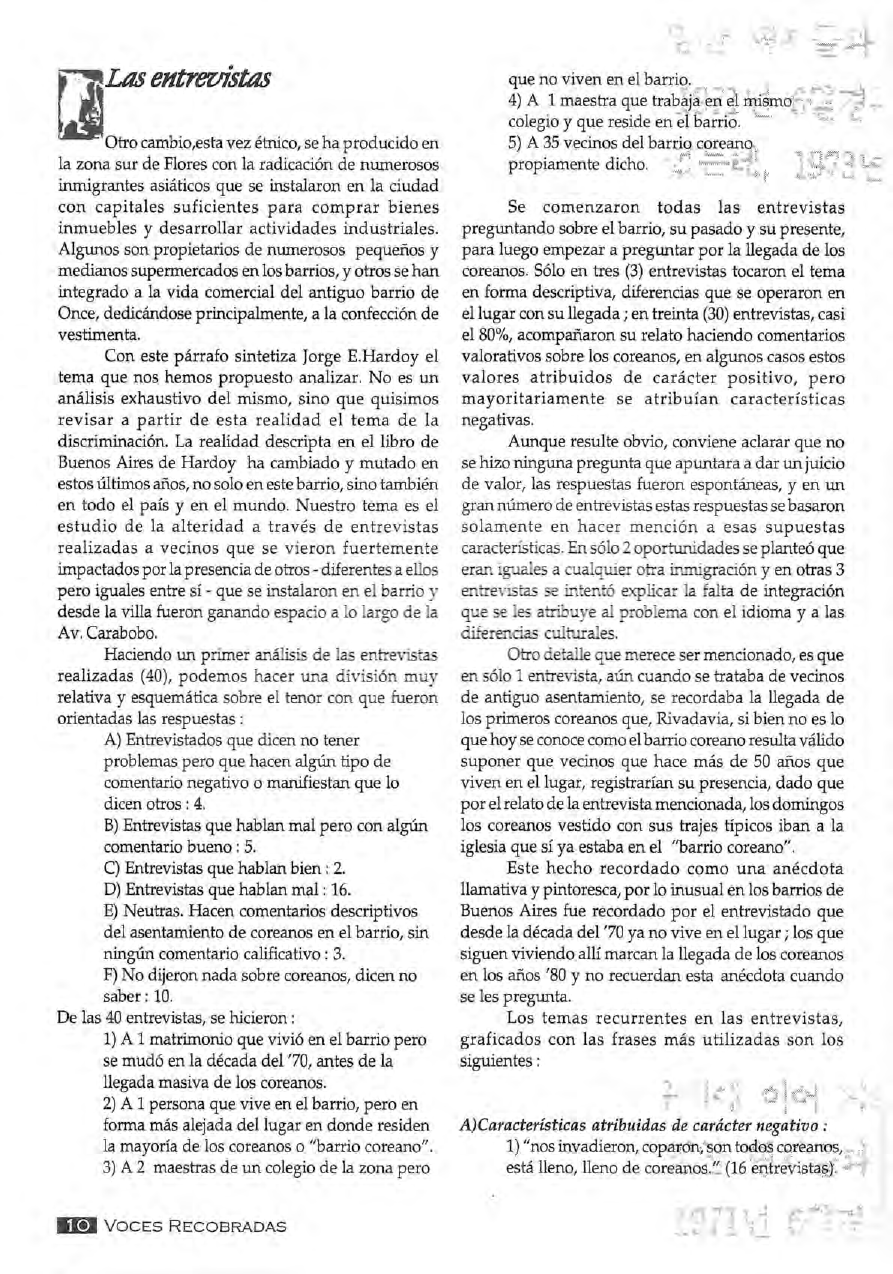 Las entrevistas
Otro cambio,esta vez étnico, se ha producido en
la zona sur de Flores con la radicación de numerosos
inmigrantes asiáticos que se instalaron en la ciudad
con capitales suficientes para comprar bienes
inmuebles y desarrollar actividades industriales.
Algunos son propietarios de numerosos pequeños y
medianos supermercados en los barrios, y otros se han
integrado a la vida comercial del antiguo barrio de
Once, dedicándose principalmente, a la confección de
vestimenta.
Con este párrafo sintetiza Jorge E.Hardoy el
tema que nos hemos propuesto analizar. No es un
análisis exhaustivo del mismo, sino que quisimos
revisar a partir de esta realidad el tema de la
discriminación. La realidad descripta en el libro de
Buenos Aires de Hardoy ha cambiado y mutado en
estos últimos años, no solo en este barrio, sino también
en todo el país y en el mundo. Nuestro tema es el
estudio de la alteridad a través de entrevistas
realizadas a vecinos que se vieron fuertemente
impactados por la presencia de otros - diferentes a ellos
pero iguales entre sí - que se instalaron en el barrio y
desde la villa fueron ganando espacio a lo largo de la
Av. Carabobo.
Haciendo un primer análisis de las entrevistas
realizadas (40), podemos hacer una división muy
relativa y esquemática sobre el tenor con que fueron
orientadas las respuestas :
A) Entrevistados que dicen no tener
problemas pero que hacen algún tipo de
comentario negativo o manifiestan que lo
dicen otros : 4.
B) Entrevistas que hablan mal pero con algún
comentario bueno : 5.
C) Entrevistas que hablan bien : 2.
D) Entrevistas que hablan mal : 16.
E) Neutras. Hacen comentarios descriptivos
del asentamiento de coreanos en el barrio, sin
ningún comentario calificativo : 3.
F) No dijeron nada sobre coreanos, dicen no
saber : 10.
De las 40 entrevistas, se hicieron :
1) A 1 matrimonio que vivió en el barrio pero
se mudó en la década del '70, antes de la
llegada masiva de los coreanos.
2) A 1 persona que vive en el barrio, pero en
forma más alejada del lugar en donde residen
la mayoría de los coreanos o "barrio coreano".
3) A 2 maestras de un colegio de la zona pero
que no viven en el barrio.
4) A 1 maestra que trabaja en el mismo
colegio y que reside en el barrio.
5) A 35 vecinos del barrio coreano,
propiamente dicho.
Se comenzaron todas las entrevistas
preguntando sobre el barrio, su pasado y su presente,
para luego empezar a preguntar por la llegada de los
coreanos. Sólo en tres (3) entrevistas tocaron el tema
en forma descriptiva, diferencias que se operaron en
el lugar con su llegada ; en treinta (30) entrevistas, casi
el 80%, acompañaron su relato haciendo comentarios
valorativos sobre los coreanos, en algunos casos estos
valores atribuidos de carácter positivo, pero
mayoritariamente se atribuían características
negativas.
Aunque resulte obvio, conviene aclarar que no
se hizo ninguna pregunta que apuntara a dar un juicio
de valor, las respuestas fueron espontáneas, y en un
gran número de entrevistas estas respuestas se basaron
solamente en hacer mención a esas supuestas
características. En sólo 2 oportunidades se planteó que
eran iguales a cualquier otra inmigración y en otras 3
entrevistas se intentó explicar la falta de integración
que se les atribuye al problema con el idioma y a las
diferencias culturales.
Otro detalle que merece ser mencionado, es que
en sólo 1 entrevista, aún cuando se trataba de vecinos
de antiguo asentamiento, se recordaba la llegada de
los primeros coreanos que, Rivadavia, si bien no es lo
que hoy se conoce como el barrio coreano resulta válido
suponer que vecinos que hace más de 50 años que
viven en el lugar, registrarían su presencia, dado que
por el relato de la entrevista mencionada, los domingos
los coreanos vestido con sus trajes típicos iban a la
iglesia que sí ya estaba en el "barrio coreano".
Este hecho recordado como una anécdota
llamativa y pintoresca, por lo inusual en los barrios de
Buenos Aires fue recordado por el entrevistado que
desde la década del '70 ya no vive en el lugar ; los que
siguen viviendo allí marcan la llegada de los coreanos
en los años '80 y no recuerdan esta anécdota cuando
se les pregunta.
Los temas recurrentes en las entrevistas,
graficados con las frases más utilizadas son los
siguientes :
A)Características atribuidas de carácter negativo :
1) "nos invadieron, coparon, son todos coreanos,
está lleno, lleno de coreanos." (16 entrevistas).
10 VOCES RECOBRADAS